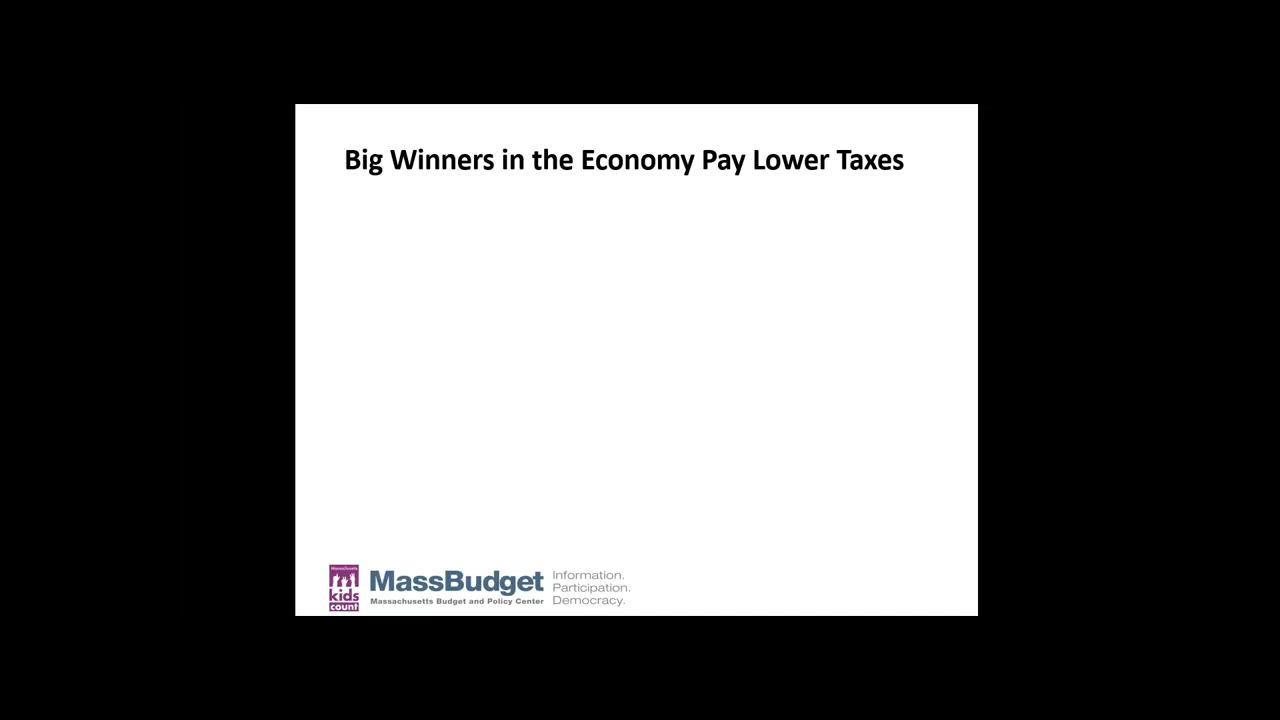 Big Winners in the Economy Pay Lower Taxes
Massachusetts
kids
count
MassBudget
Massachusetts Budget and Policy Center
Information.
Participation.
Democracy.